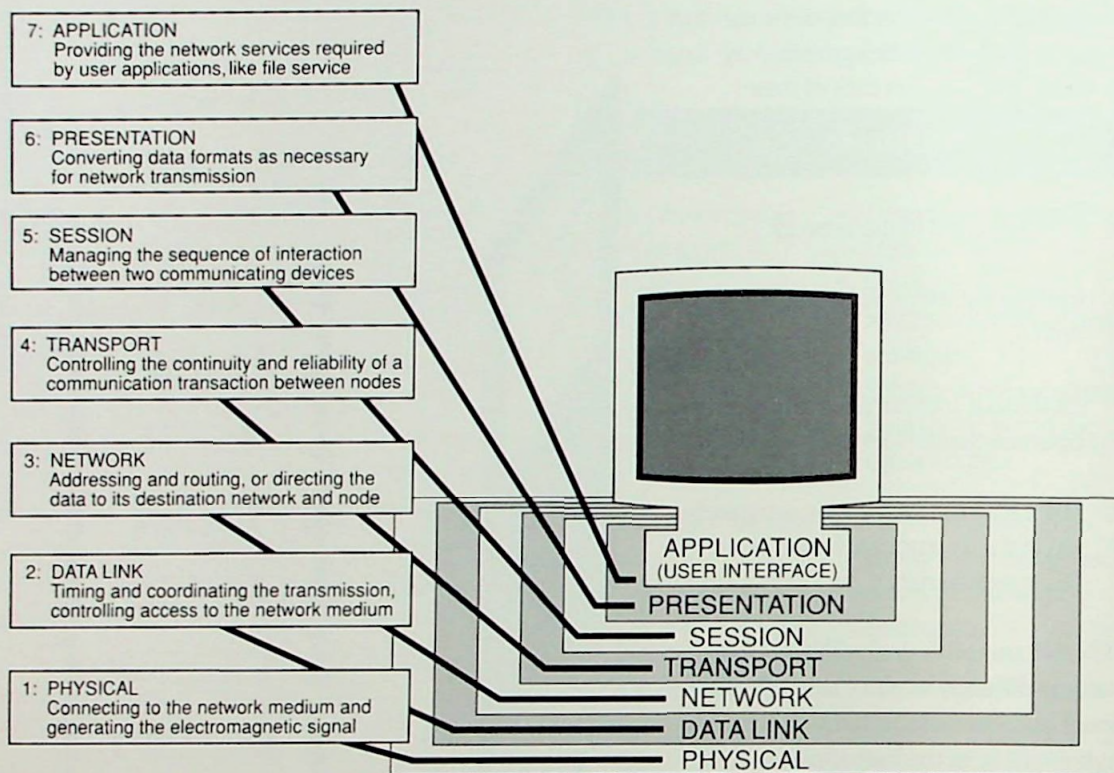 7: APPLICATION
Providing the network services required
by user applications, like file service
6: PRESENTATION
Converting data formats as necessary
for network transmission
5: SESSION
Managing the sequence of interaction
between two communicating devices
4: TRANSPORT
Controlling the continuity and reliability of a
communication transaction between nodes
3: NETWORK
Addressing and routing, or directing the
data to its destination network and node
2: DATA LINK
Timing and coordinating the transmission,
controlling access to the network medium
1: PHYSICAL
Connecting to the network medium and
generating the electromagnetic signal
APPLICATION
(USER INTERFACE)
PRESENTATION
SESSION
TRANSPORT
NETWORK
DATA LINK
PHYSICAL